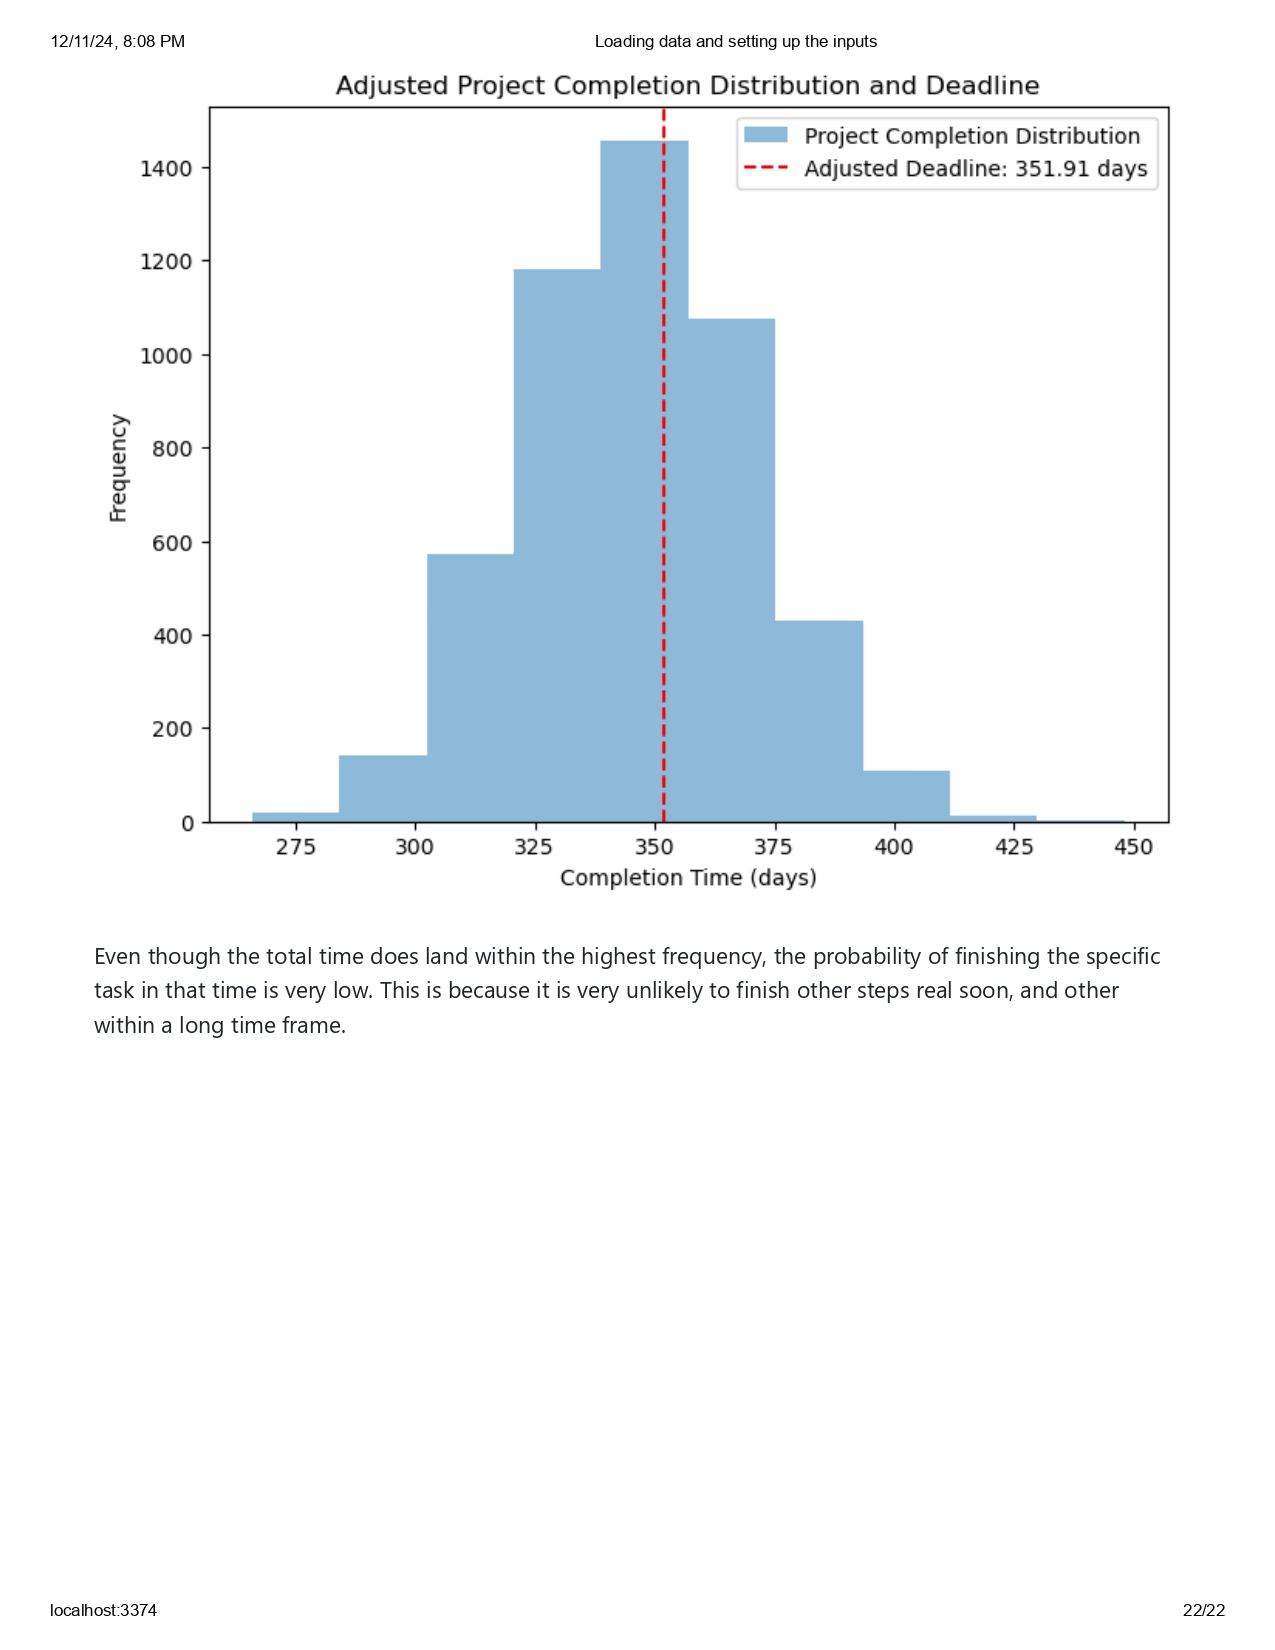 12/11/24, 8:08 PM
Loading data and setting up the inputs
Adjusted Project Completion Distribution and Deadline
Project Completion Distribution
Adjusted Deadline: 351.91 days
1400
1200
1000
800
600
400
200
0
Frequency
275 300 325 350 375 400 425 450
Completion Time (days)
Even though the total time does land within the highest frequency, the probability of finishing the specific
task in that time is very low. This is because it is very unlikely to finish other steps real soon, and other
within a long time frame.
localhost:3374
22/22